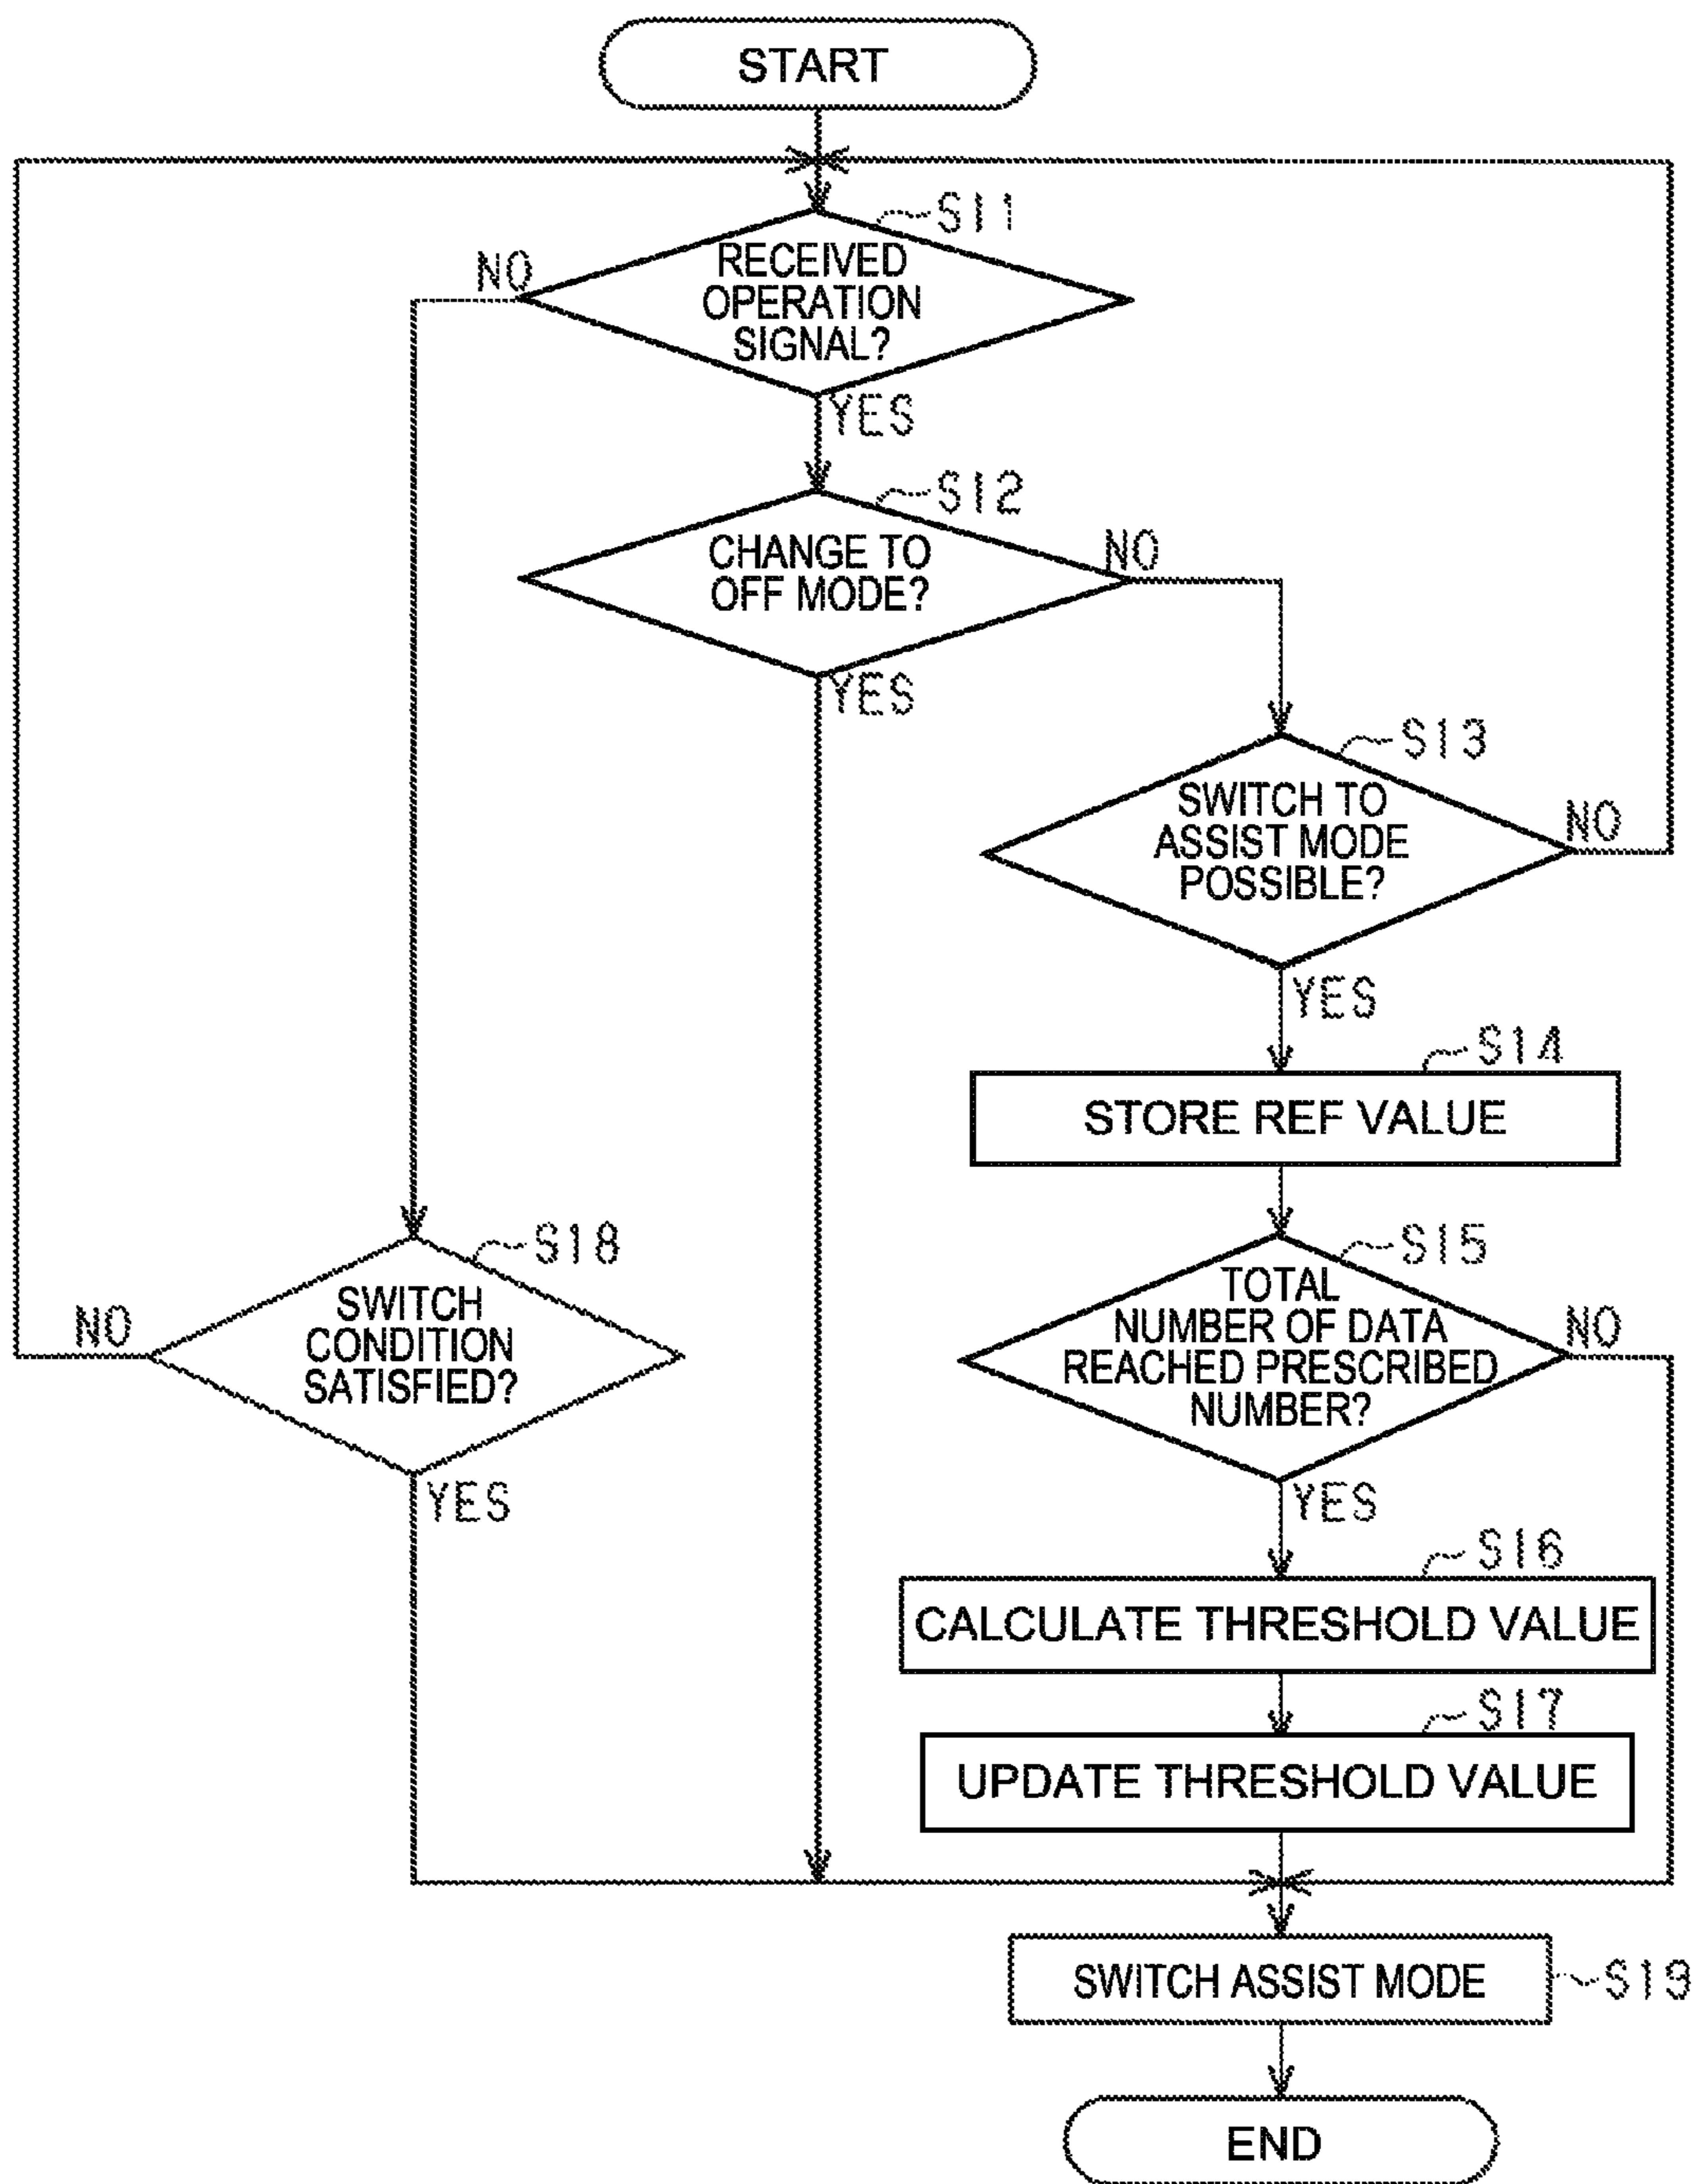 START
S11
NO
RECEIVED
OPERATION
SIGNAL?
YES
S12
CHANGE TO
OFF MODE?
NO
YES
S13
SWITCH TO
ASSIST MODE
POSSIBLE?
NO
YES
S14
STORE REF VALUE
S18
SWITCH
CONDITION
SATISFIED?
NO
YES
S15
TOTAL
NUMBER OF DATA
REACHED PRESCRIBED
NUMBER?
NO
YES
S16
CALCULATE THRESHOLD VALUE
S17
UPDATE THRESHOLD VALUE
SWITCH ASSIST MODE
S19
END